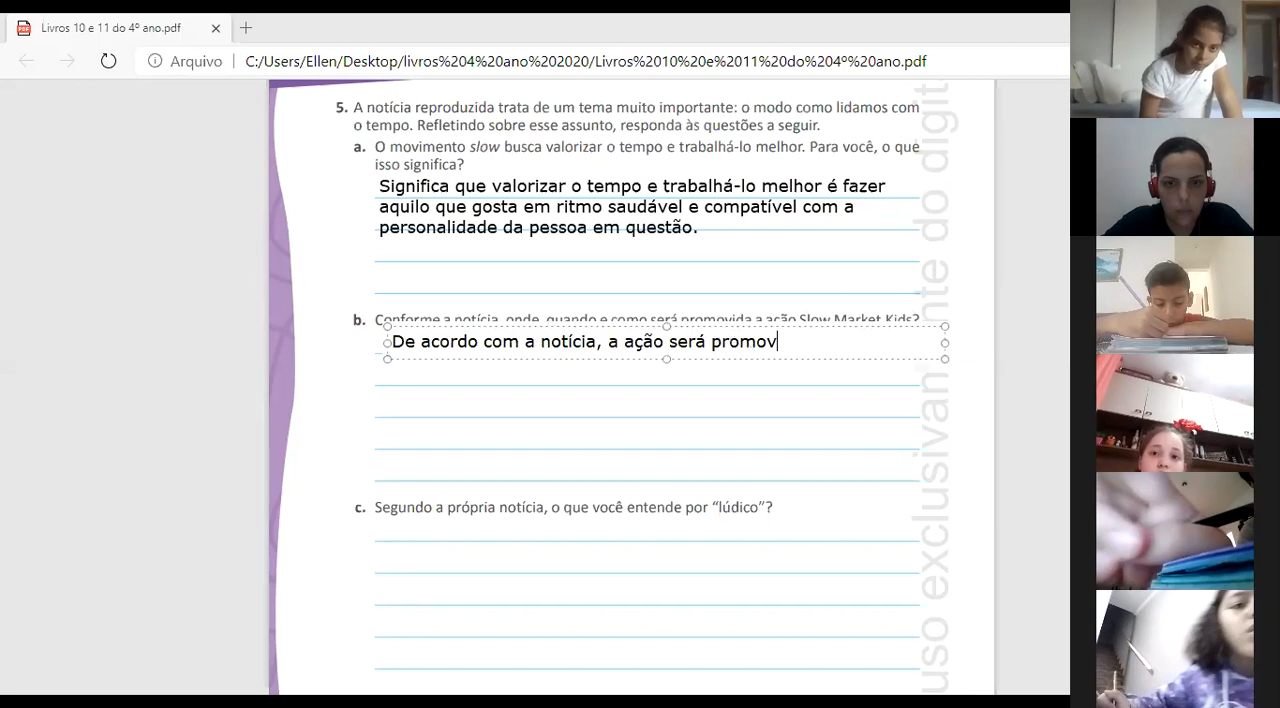 Livros 10 e 11 do 4º ano.pdf
Arquivo
C:/Users/Ellen/Desktop/livros%204%20ano%202020/Livros%2010%20e%2011%20do%204º%20ano.pdf
5. A notícia reproduzida trata de um tema muito importante: o modo como lidamos com
o tempo. Refletindo sobre esse assunto, responda às questões a seguir.
a. O movimento slow busca valorizar o tempo e trabalhá-lo melhor. Para você, o que
isso significa?
Significa que valorizar o tempo e trabalhá-lo melhor é fazer
aquilo que gosta em ritmo saudável e compatível com a
personalidade da pessoa em questão.
b. Conforme a notícia, onde, quando e como será promovida a ação Slow Market Kids?
De acordo com a notícia, a ação será promov
c. Segundo a própria notícia, o que você entende por “lúdico”?
uso exclusivamente do digit